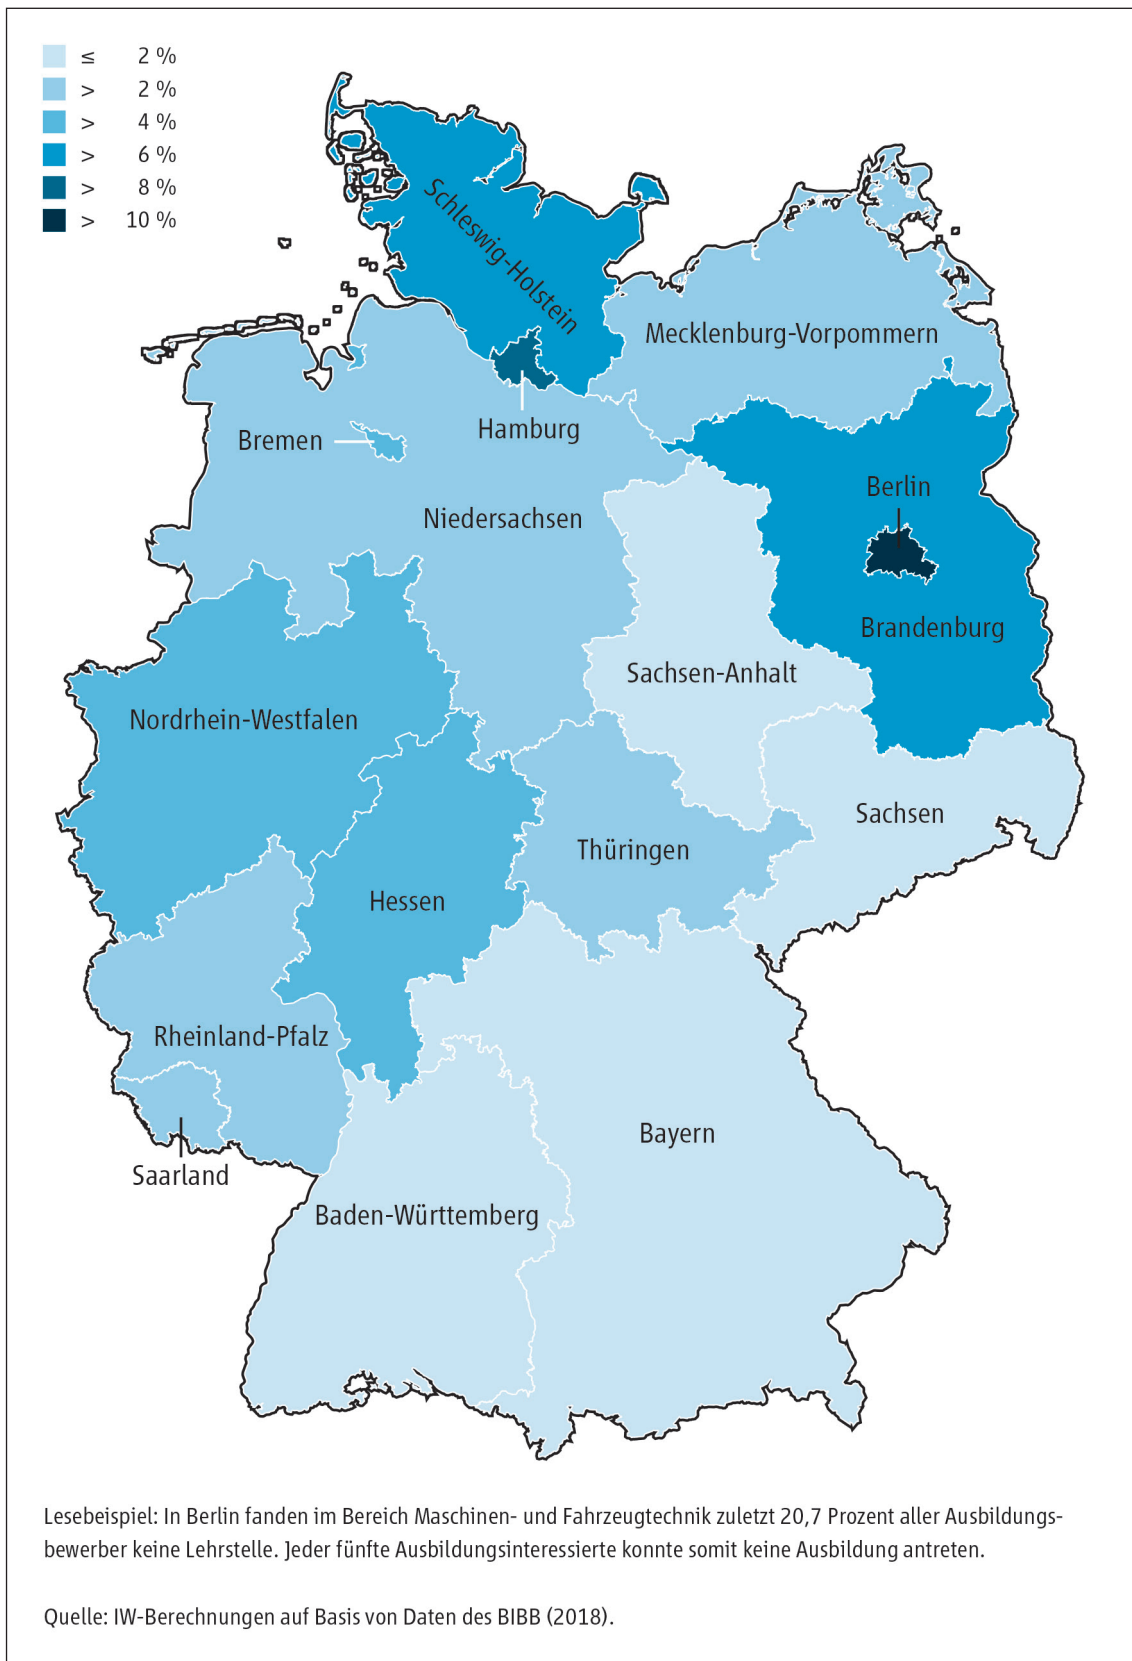 ≤ 2 %
> 2 %
> 4 %
> 6 %
> 8 %
> 10 %
Schleswig-Holstein
Mecklenburg-Vorpommern
Hamburg
Bremen
Berlin
Niedersachsen
Brandenburg
Sachsen-Anhalt
Nordrhein-Westfalen
Sachsen
Thüringen
Hessen
Rheinland-Pfalz
Bayern
Saarland
Baden-Württemberg
Lesebeispiel: In Berlin fanden im Bereich Maschinen- und Fahrzeugtechnik zuletzt 20,7 Prozent aller Ausbildungs-
bewerber keine Lehrstelle. Jeder fünfte Ausbildungsinteressierte konnte somit keine Ausbildung antreten.
Quelle: IW-Berechnungen auf Basis von Daten des BIBB (2018).